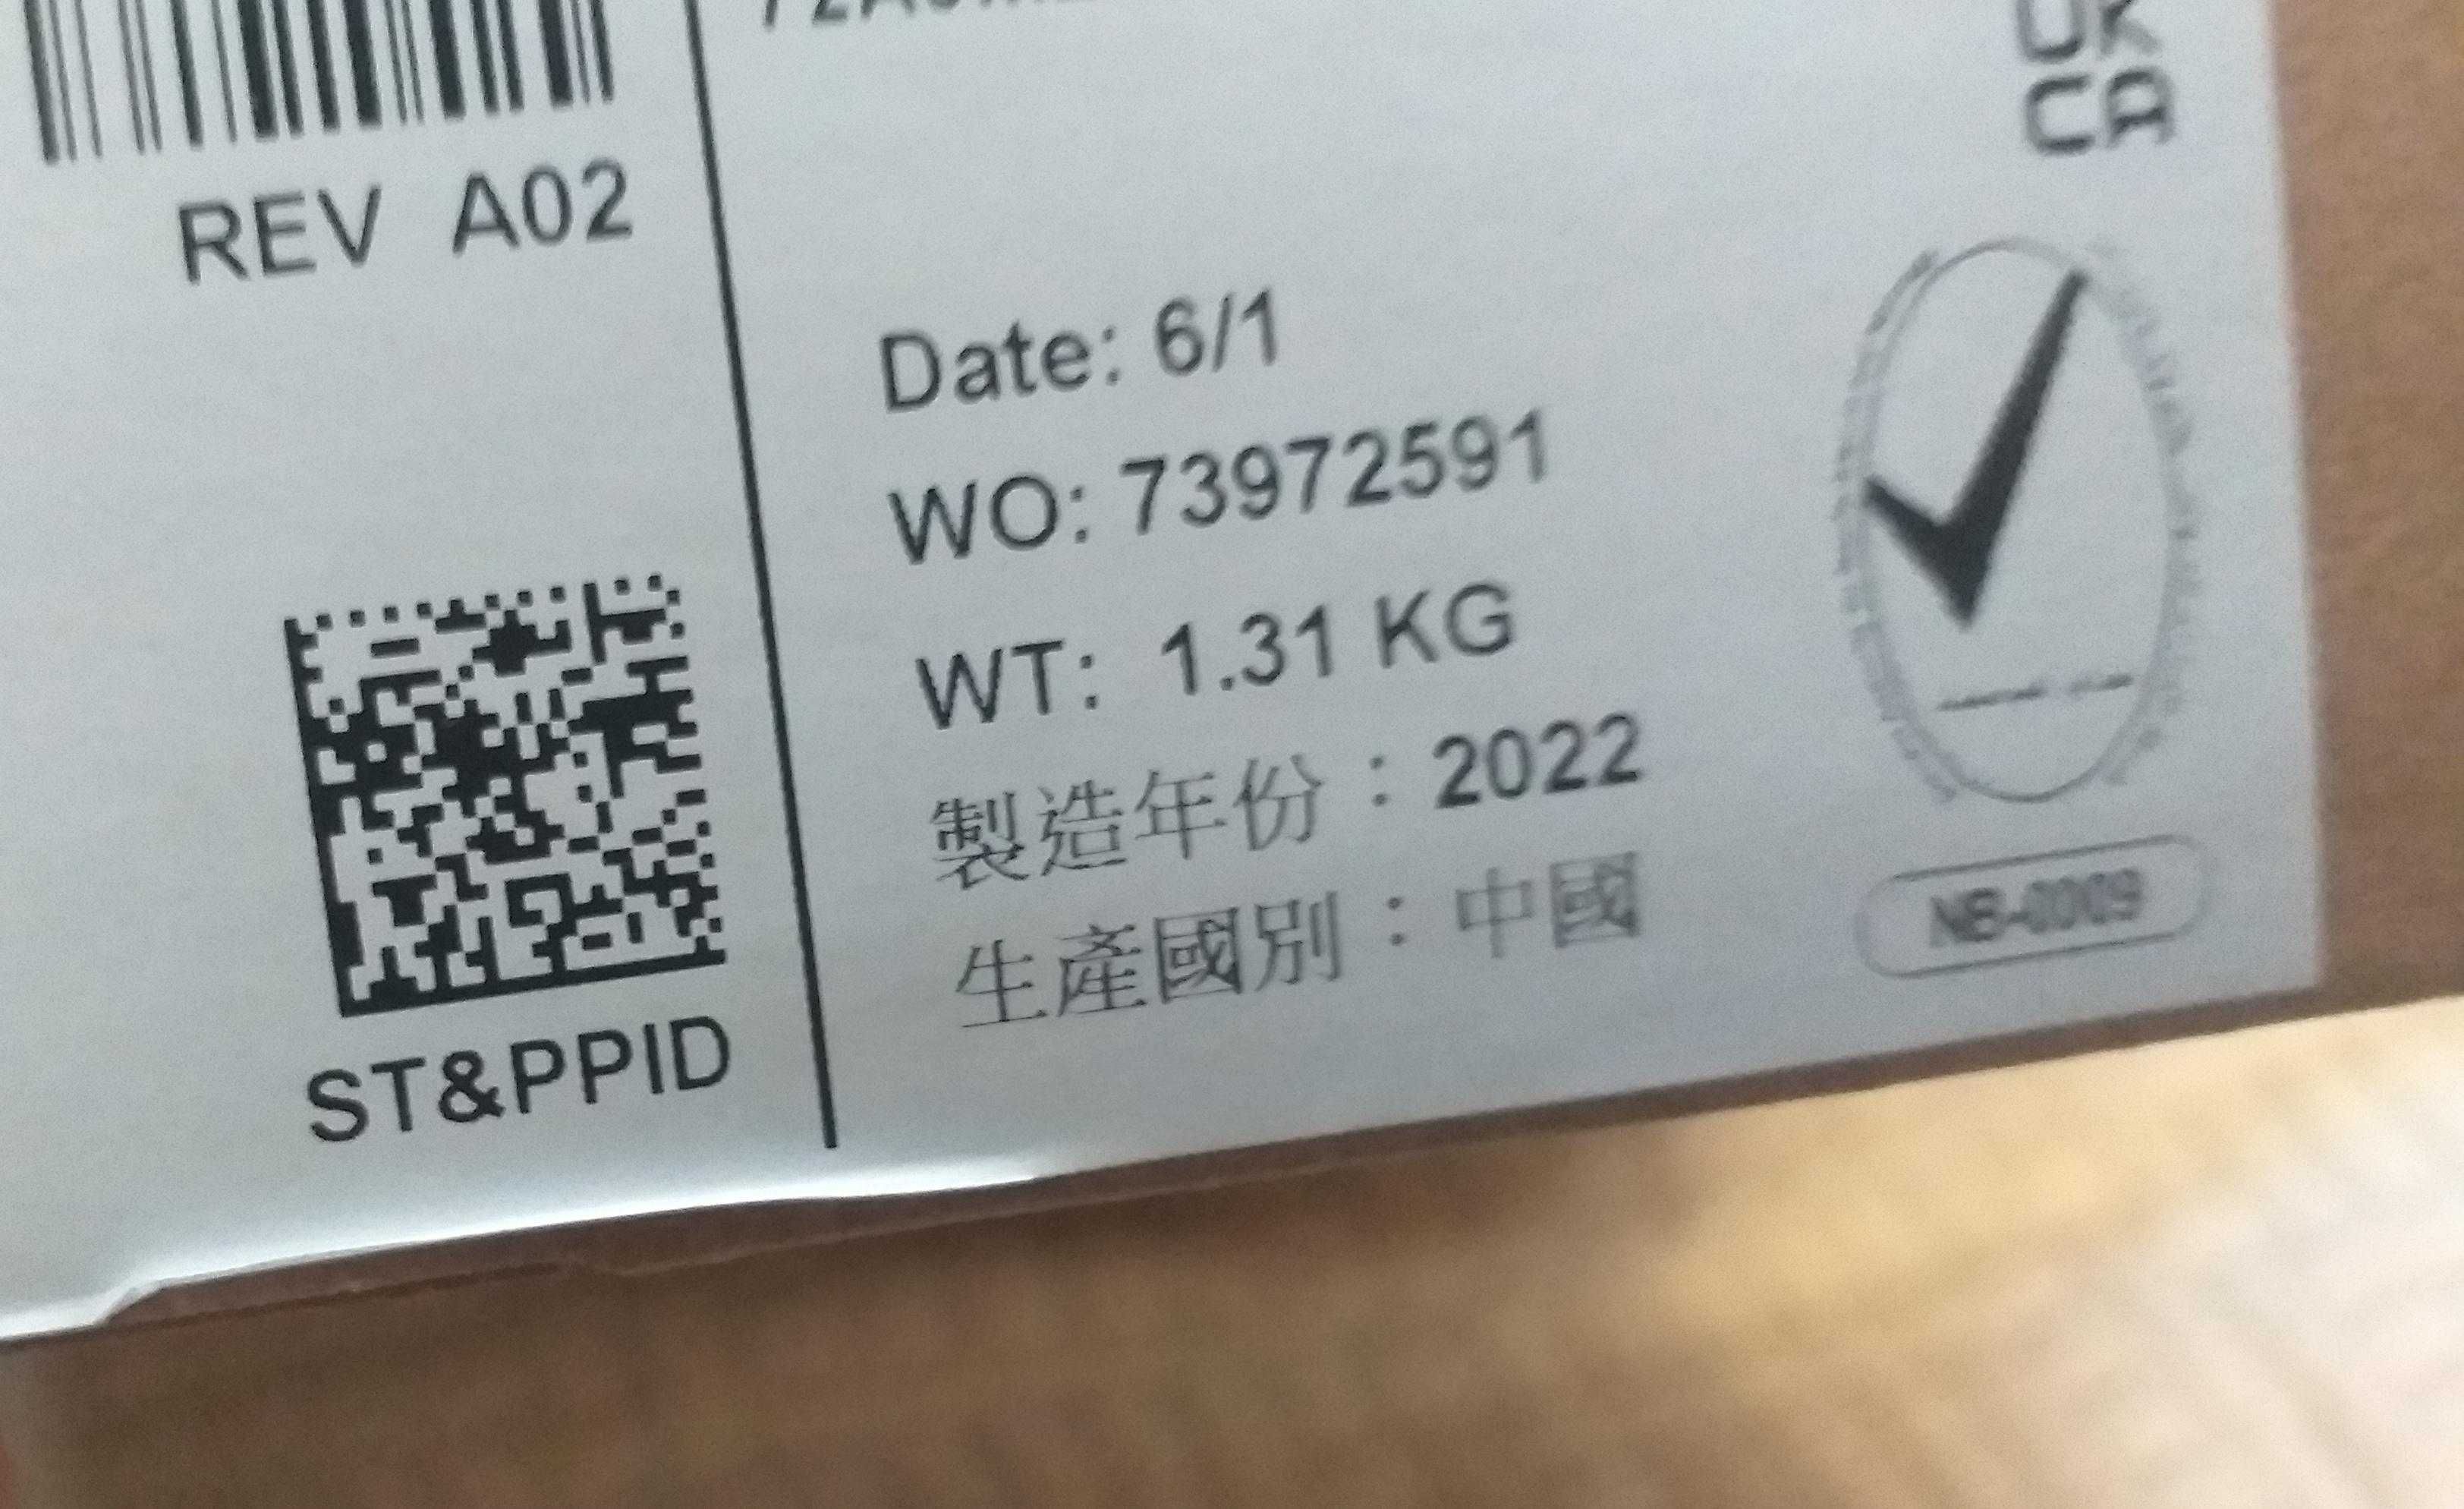 REV A02
ST&PPID
Date: 6/1
WO: 73972591
WT: 1.31 KG
製造年份：2022
生產國別：中國
UK
CA
NB-0009